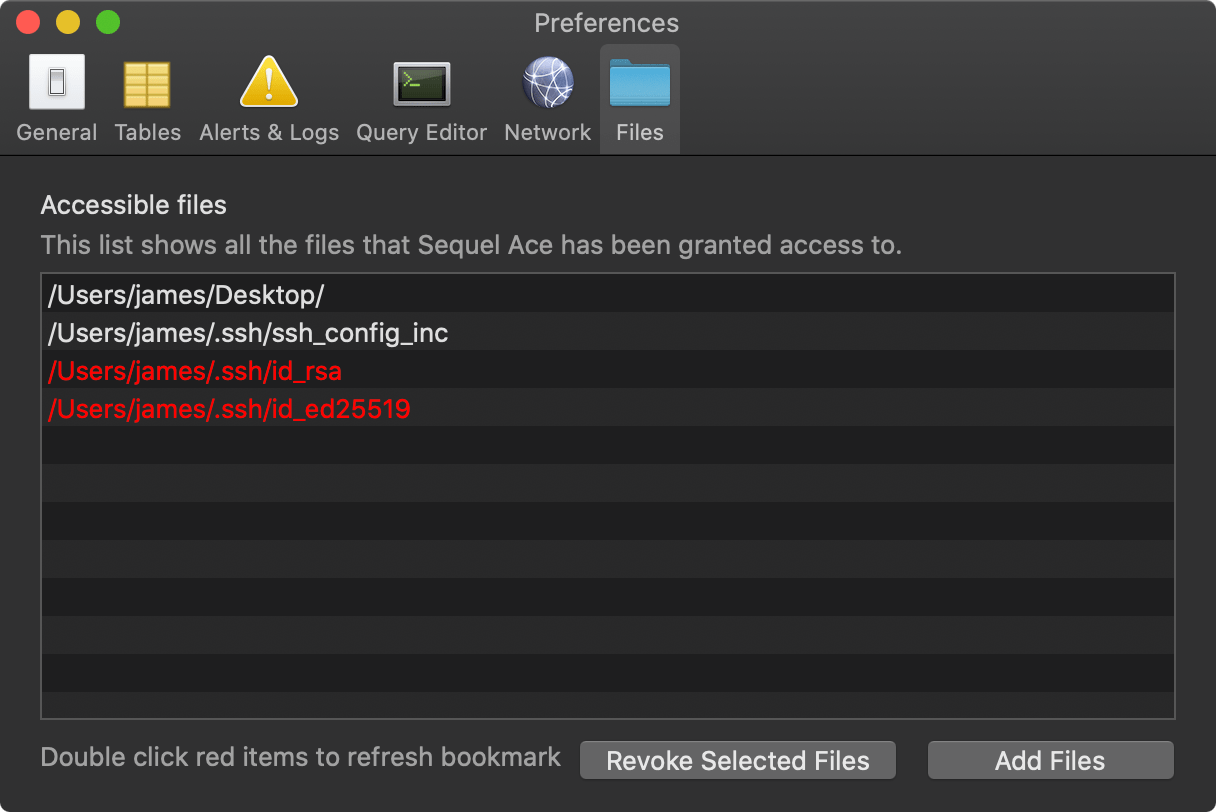 Preferences
General Tables Alerts & Logs Query Editor Network Files
Accessible files
This list shows all the files that Sequel Ace has been granted access to.
/Users/james/Desktop/
/Users/james/.ssh/ssh_config_inc
/Users/james/.ssh/id_rsa
/Users/james/.ssh/id_ed25519
Double click red items to refresh bookmark Revoke Selected Files Add Files